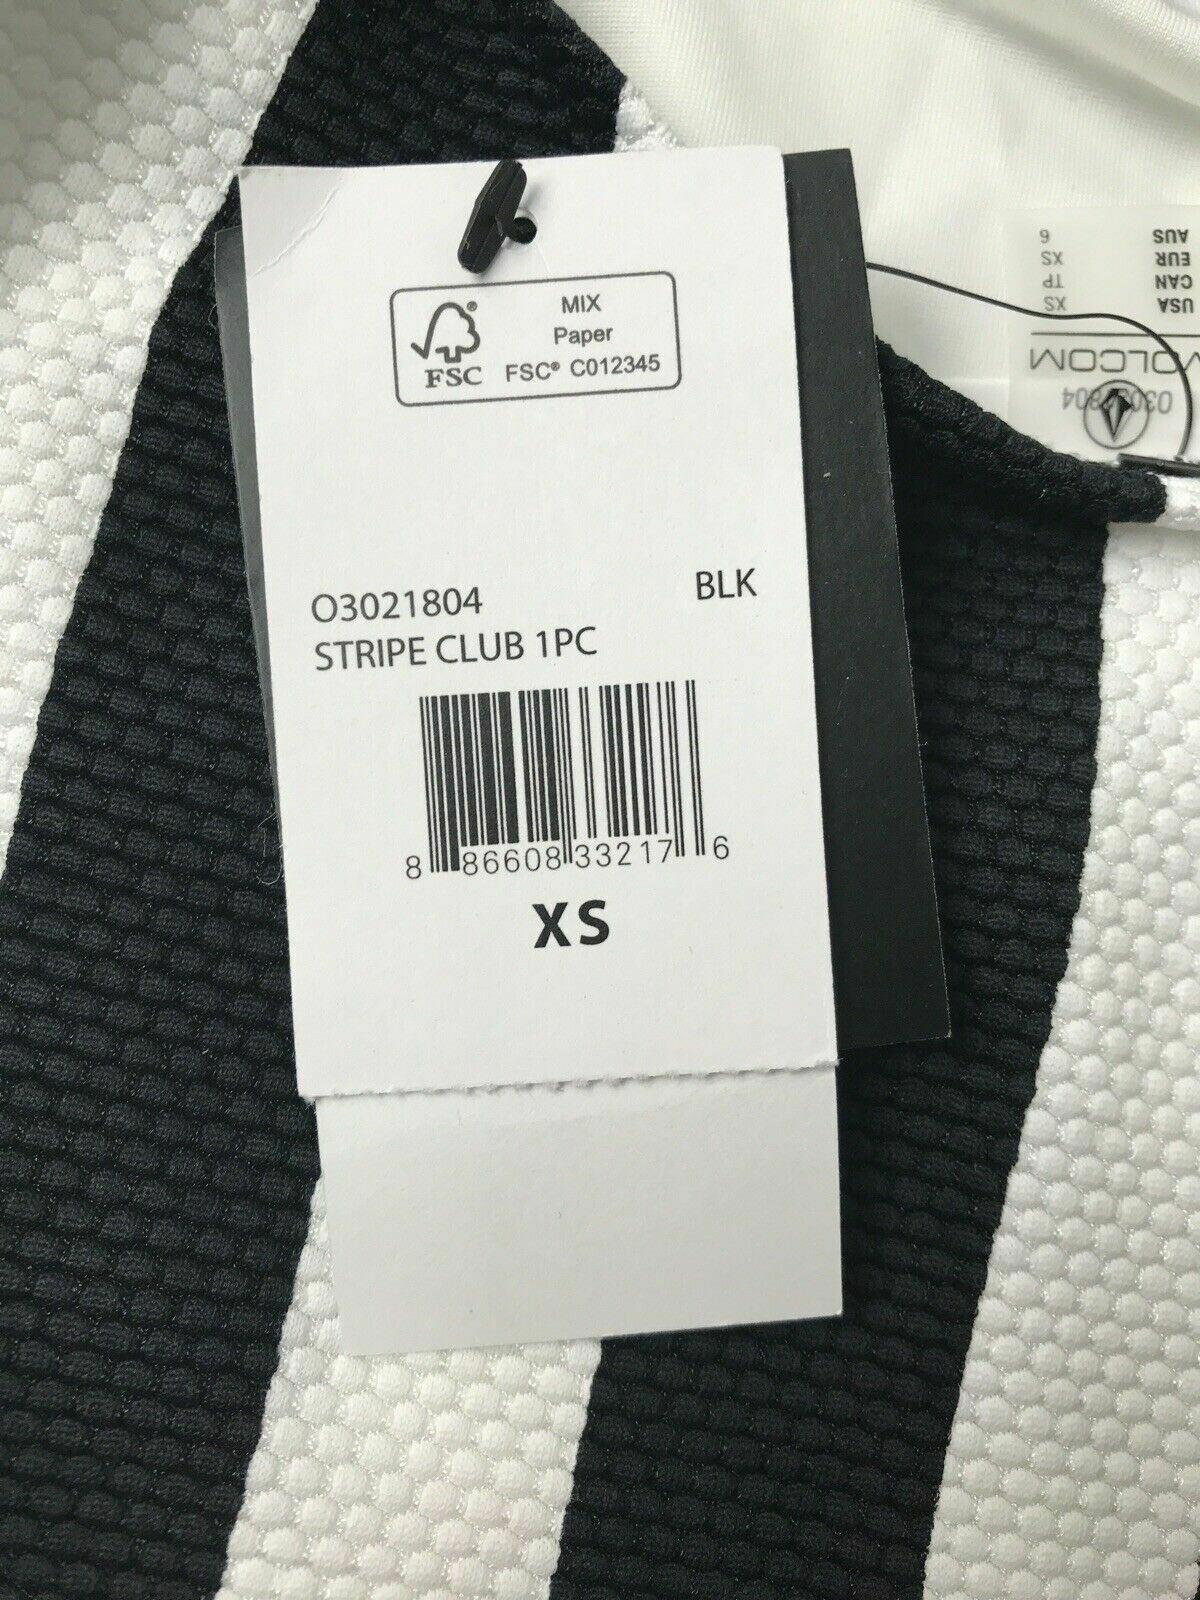 MIX
Paper
FSC® C012345
FSC ®
O3021804 BLK
STRIPE CLUB 1PC
8 86608 33217 6
XS
USA XS
CAN TP
EUR XS
AUS 6
VOLCOM